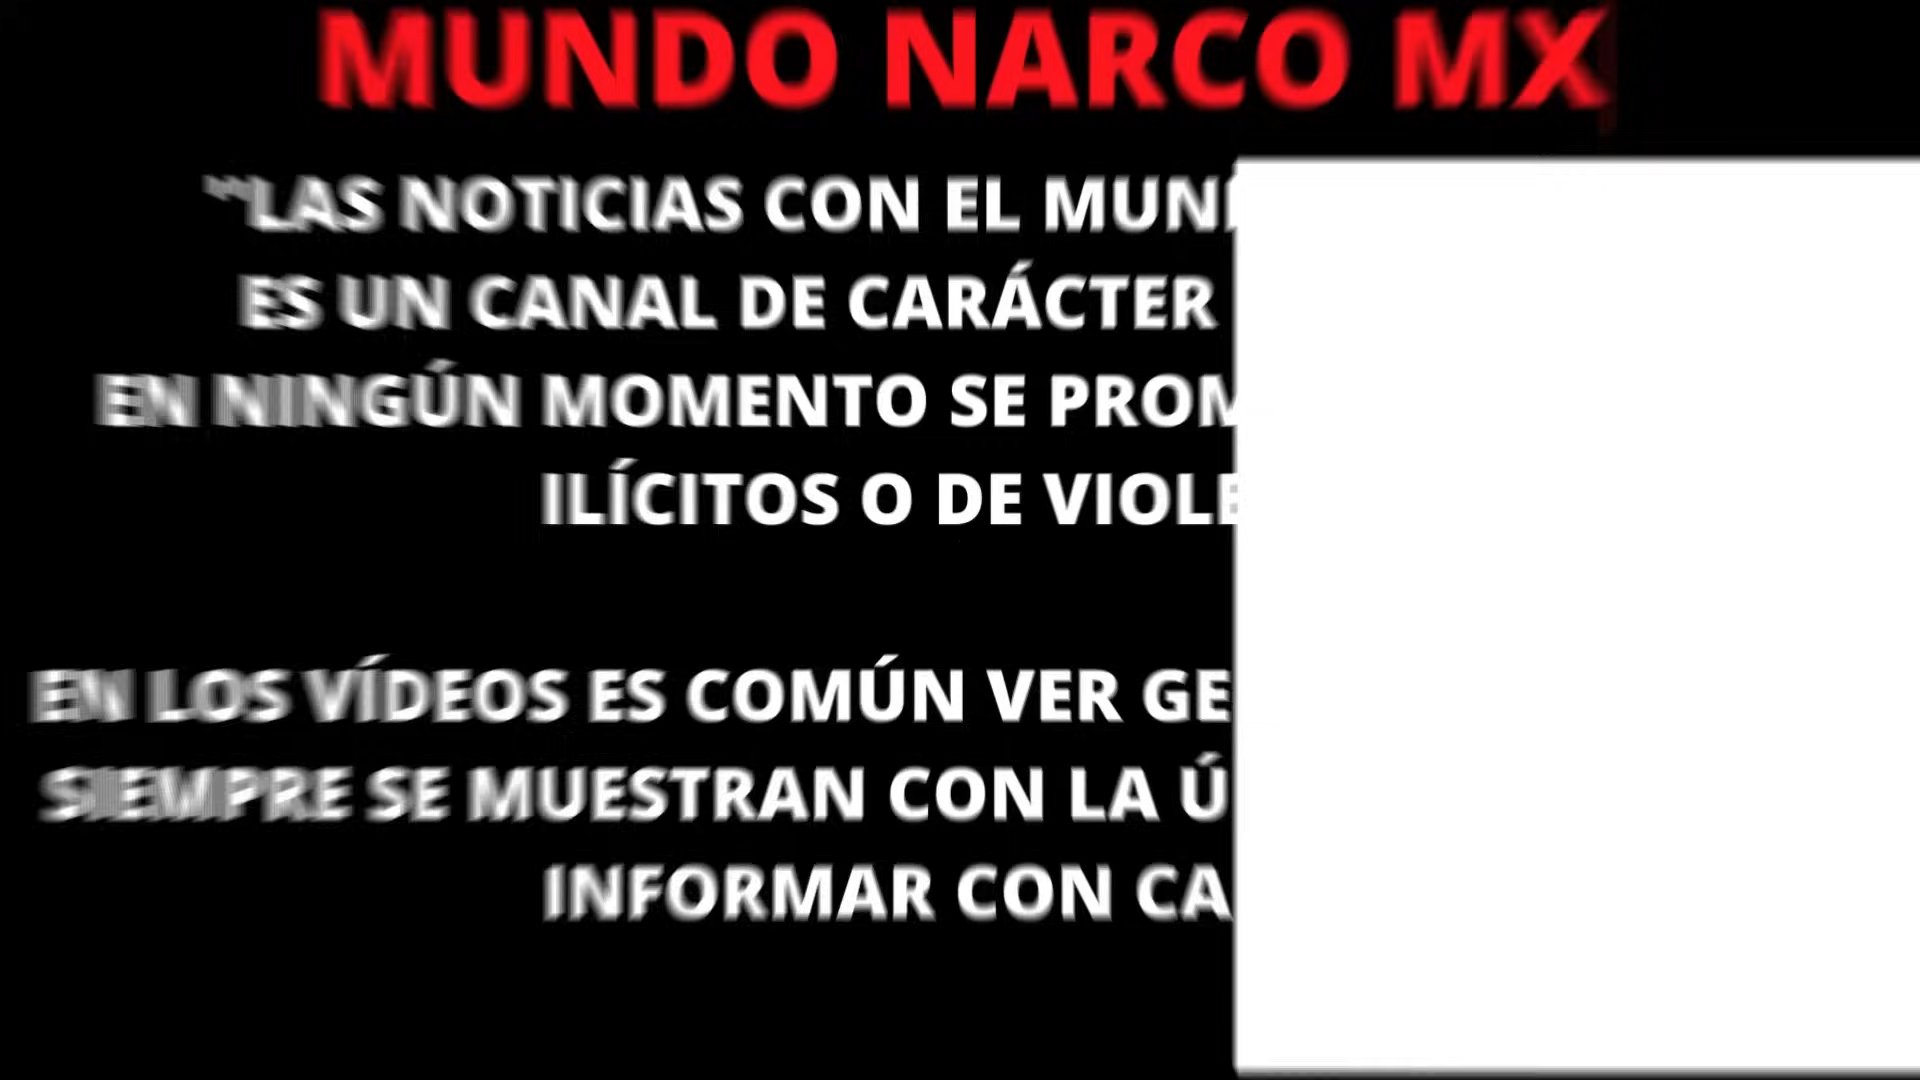 MUNDO NARCO MX
"LAS NOTICIAS CON EL MUNÍ
ES UN CANAL DE CARÁCTER
EN NINGÚN MOMENTO SE PROM
ILÍCITOS O DE VIOLE
EN LOS VÍDEOS ES COMÚN VER GE
SIEMPRE SE MUESTRAN CON LA Ú
INFORMAR CON CA